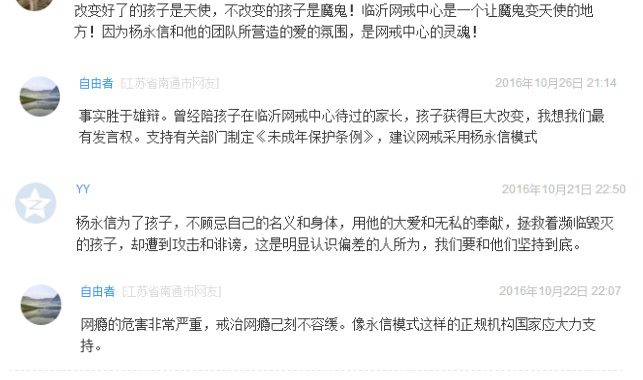 改变好了的孩子是天使，不改变的孩子是魔鬼！临沂网戒中心是一个让魔鬼变天使的地
方！因为杨永信和他的团队所营造的爱的氛围，是网戒中心的灵魂！
自由者 [江苏省南通市网友] 2016年10月26日 21:14
事实胜于雄辩。曾经陪孩子在临沂网戒中心待过的家长，孩子获得巨大改变，我想我们最
有发言权。支持有关部门制定《未成年保护条例》，建议网戒采用杨永信模式
YY 2016年10月21日 22:50
杨永信为了孩子，不顾忌自己的名义和身体，用他的大爱和无私的奉献，拯救着濒临毁灭
的孩子，却遭到攻击和诽谤，这是明显认识偏差的人所为，我们要和他们坚持到底。
自由者 [江苏省南通市网友] 2016年10月22日 22:07
网瘾的危害非常严重，戒治网瘾己刻不容缓。像永信模式这样的正规机构国家应大力支
持。